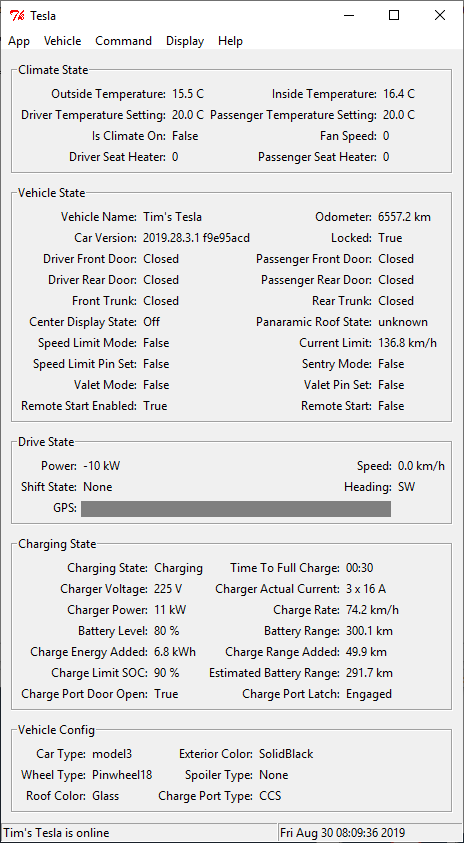 Tesla
App Vehicle Command Display Help
Climate State
Outside Temperature: 15.5 C Inside Temperature: 16.4 C
Driver Temperature Setting: 20.0 C Passenger Temperature Setting: 20.0 C
Is Climate On: False Fan Speed: 0
Driver Seat Heater: 0 Passenger Seat Heater: 0
Vehicle State
Vehicle Name: Tim's Tesla Odometer: 6557.2 km
Car Version: 2019.28.3.1 f9e95acd Locked: True
Driver Front Door: Closed Passenger Front Door: Closed
Driver Rear Door: Closed Passenger Rear Door: Closed
Front Trunk: Closed Rear Trunk: Closed
Center Display State: Off Panaramic Roof State: unknown
Speed Limit Mode: False Current Limit: 136.8 km/h
Speed Limit Pin Set: False Sentry Mode: False
Valet Mode: False Valet Pin Set: False
Remote Start Enabled: True Remote Start: False
Drive State
Power: -10 kW Speed: 0.0 km/h
Shift State: None Heading: SW
GPS:
Charging State
Charging State: Charging Time To Full Charge: 00:30
Charger Voltage: 225 V Charger Actual Current: 3 x 16 A
Charger Power: 11 kW Charge Rate: 74.2 km/h
Battery Level: 80 % Battery Range: 300.1 km
Charge Energy Added: 6.8 kWh Charge Range Added: 49.9 km
Charge Limit SOC: 90 % Estimated Battery Range: 291.7 km
Charge Port Door Open: True Charge Port Latch: Engaged
Vehicle Config
Car Type: model3 Exterior Color: SolidBlack
Wheel Type: Pinwheel18 Spoiler Type: None
Roof Color: Glass Charge Port Type: CCS
Tim's Tesla is online Fri Aug 30 08:09:36 2019